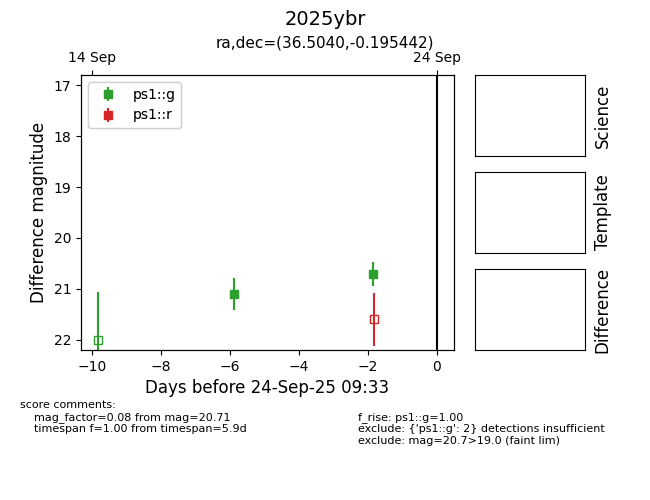 2025ybr
ra,dec=(36.5040,-0.195442)
14 Sep
24 Sep
17
18
19
20
21
22
Difference magnitude
ps1::g
ps1::r
−10
−8
−6
−4
−2
0
Days before 24-Sep-25 09:33
Science
Template
Difference
score comments:
mag_factor=0.08 from mag=20.71
timespan f=1.00 from timespan=5.9d
f_rise: ps1::g=1.00
exclude: {'ps1::g': 2} detections insufficient
exclude: mag=20.7>19.0 (faint lim)